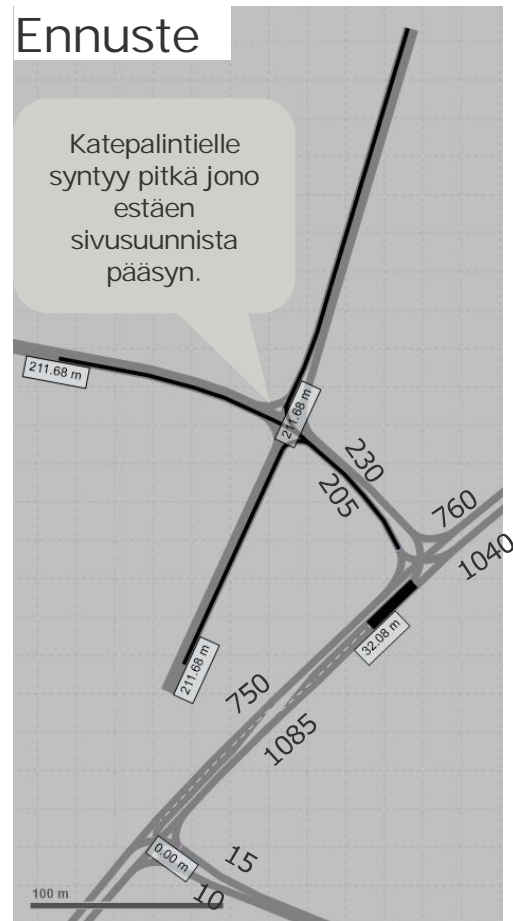 Ennuste
Katepalintielle
syntyy pitkä jono
estäen
sivusuunnista
pääsyn.
211.68 m
211.68 m
230
205
760
1040
32.08 m
211.68 m
750
1085
0.00 m
15
10
100 m